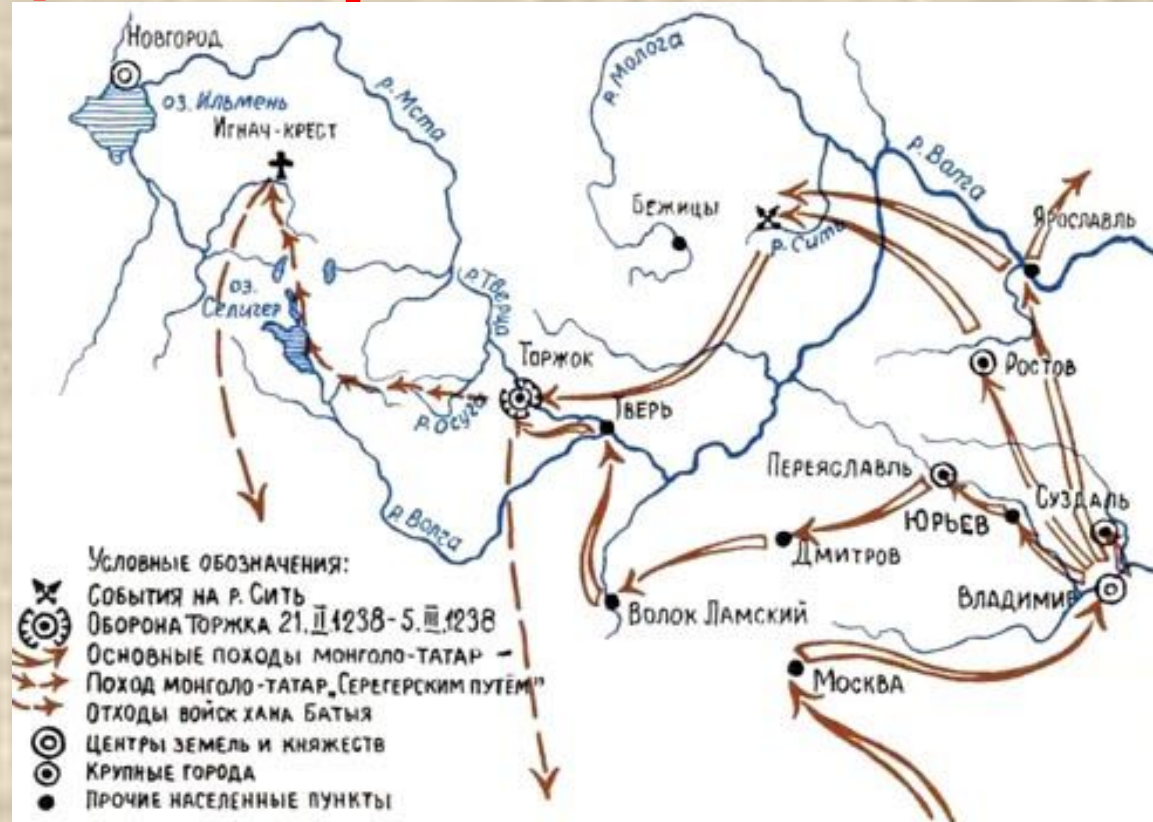 Новгород
оз. Ильмень
Игнач-крест
р. Мста
р. Молога
р. Волга
Бежицы
р. Сить
Ярославль
оз. Селигер
р. Тверца
Торжок
р. Осуга
Тверь
Ростов
Переяславль
Юрьев
Суздаль
р. Волга
Дмитров
Владимир
Волок Ламский
Москва
Условные обозначения:
События на р. Сить
Оборона Торжка 21.II.1238-5.III.1238
Основные походы монголо-татар –
Поход монголо-татар „Серегерским путём"
Отходы войск хана Батыя
Центры земель и княжеств
Крупные города
Прочие населенные пункты